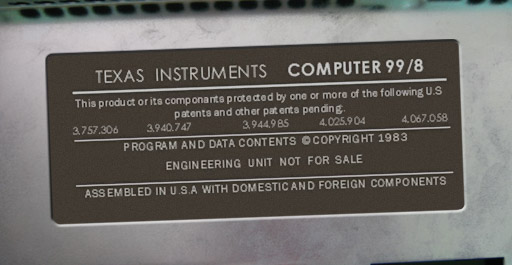 TEXAS INSTRUMENTS COMPUTER 99/8
This product or its componants protected by one or more of the following U.S
patents and other patents pending:
3,757,306 3,940,747 3,944,985 4,025,904 4,067,058
PROGRAM AND DATA CONTENTS © COPYRIGHT 1983
ENGINEERING UNIT NOT FOR SALE
ASSEMBLED IN U.S.A WITH DOMESTIC AND FOREIGN COMPONENTS